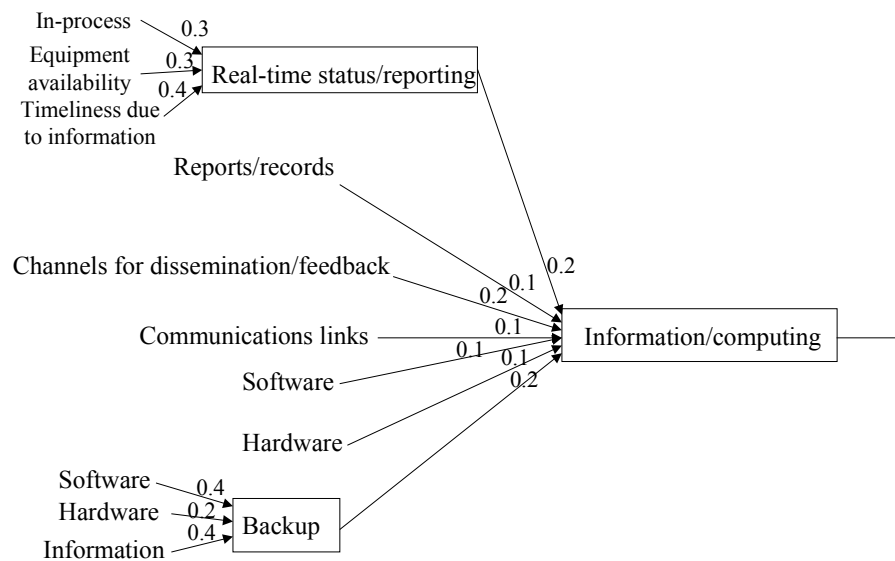 In-process
0.3
Equipment
availability
0.3
0.4
Real-time status/reporting
Timeliness due
to information
Reports/records
Channels for dissemination/feedback
0.2
0.1
0.2
Communications links
0.1
Information/computing
0.1
0.1
Software
0.2
Hardware
Software
0.4
Hardware
0.2
Backup
0.4
Information